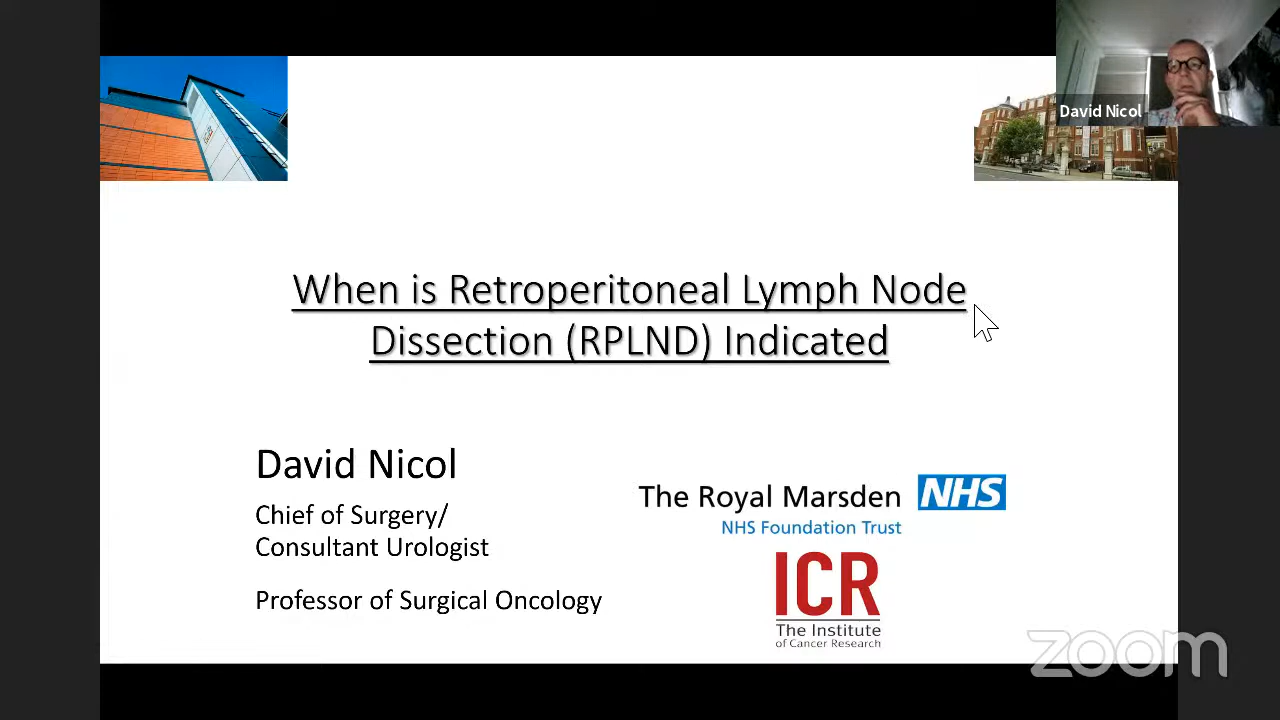 David Nicol
When is Retroperitoneal Lymph Node
Dissection (RPLND) Indicated
David Nicol
Chief of Surgery/
Consultant Urologist
Professor of Surgical Oncology
The Royal Marsden NHS
NHS Foundation Trust
ICR
The Institute
of Cancer Research
zoom